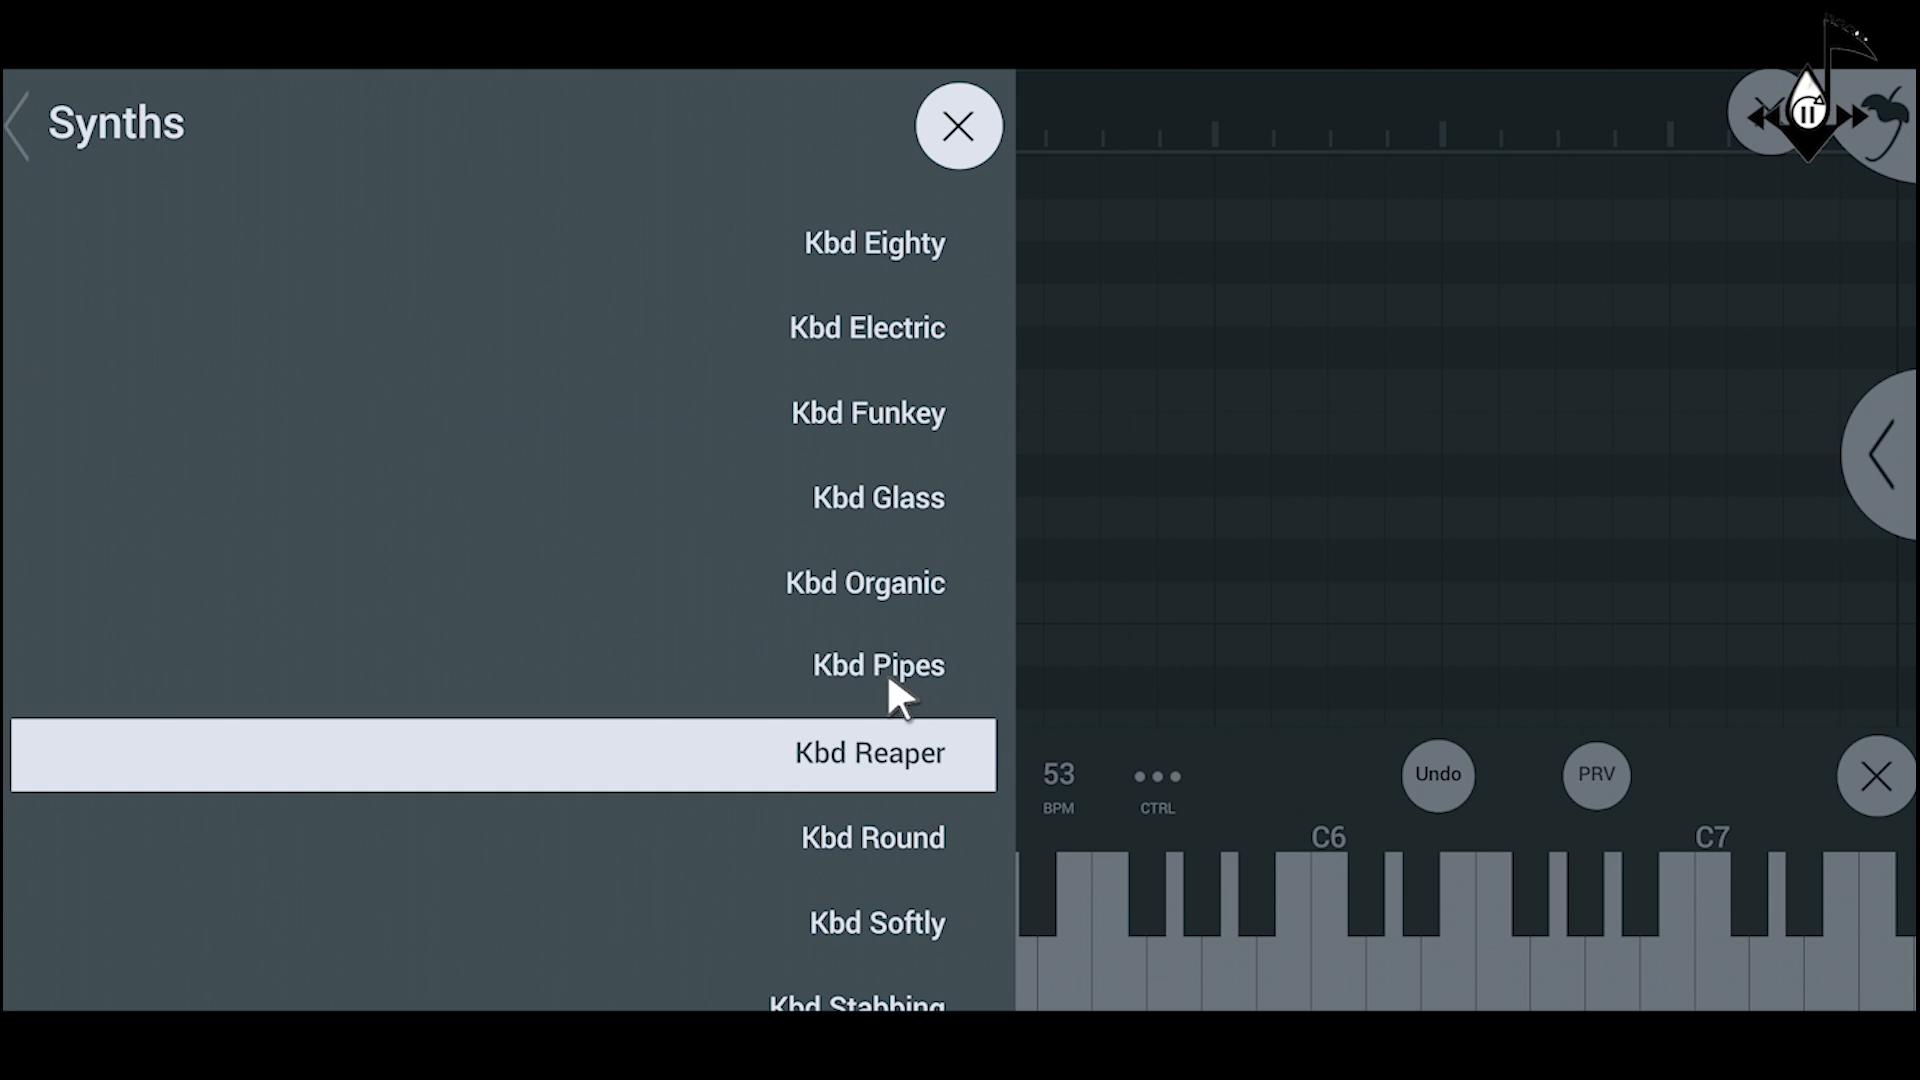 Synths
Kbd Eighty
Kbd Electric
Kbd Funkey
Kbd Glass
Kbd Organic
Kbd Pipes
Kbd Reaper
Kbd Round
Kbd Softly
Kbd Stabbing
53
BPM
CTRL
Undo
PRV
C6
C7